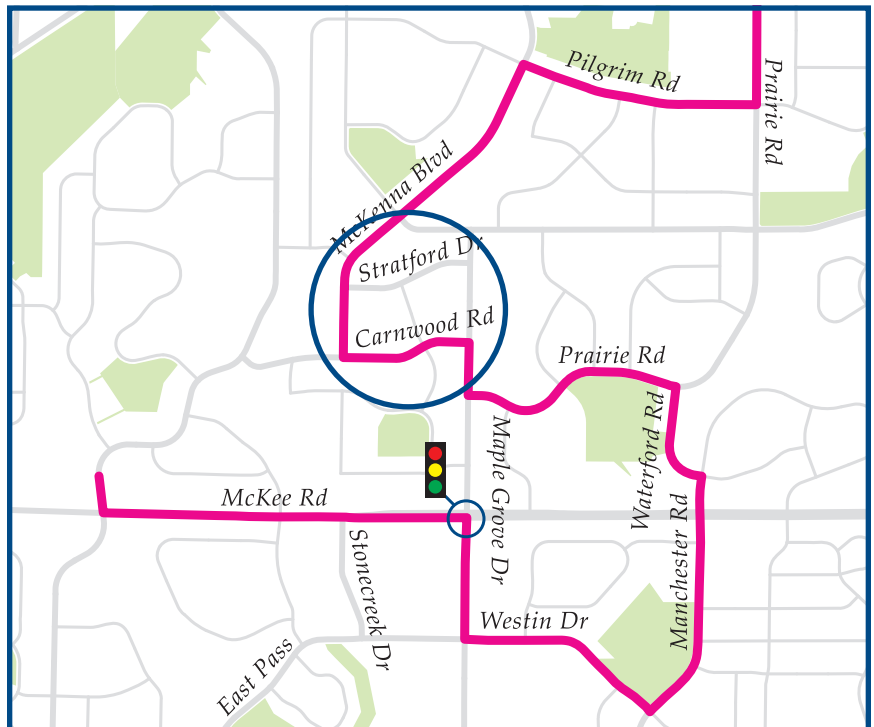 Pilgrim Rd
Prairie Rd
McKenna Blvd
Stratford Dr
Carnwood Rd
Prairie Rd
Waterford Rd
Maple Grove Dr
McKee Rd
Manchester Rd
Stonecreek Dr
Westin Dr
East Pass